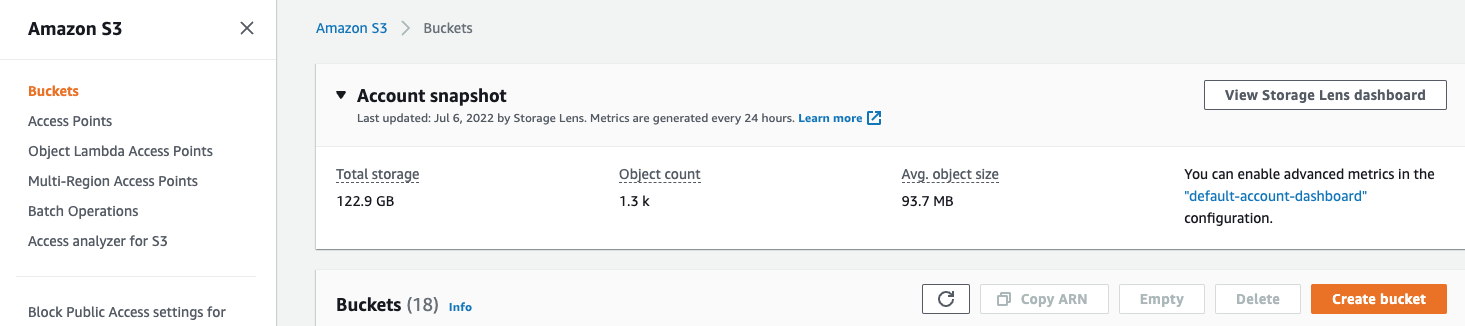 Amazon S3
Buckets
Access Points
Object Lambda Access Points
Multi-Region Access Points
Batch Operations
Access analyzer for S3
Block Public Access settings for
Amazon S3 Buckets
Account snapshot
View Storage Lens dashboard
Last updated: Jul 6, 2022 by Storage Lens. Metrics are generated every 24 hours. Learn more
Total storage
122.9 GB
Object count
1.3 k
Avg. object size
93.7 MB
You can enable advanced metrics in the
"default-account-dashboard"
configuration.
Buckets (18) Info
Copy ARN
Empty
Delete
Create bucket